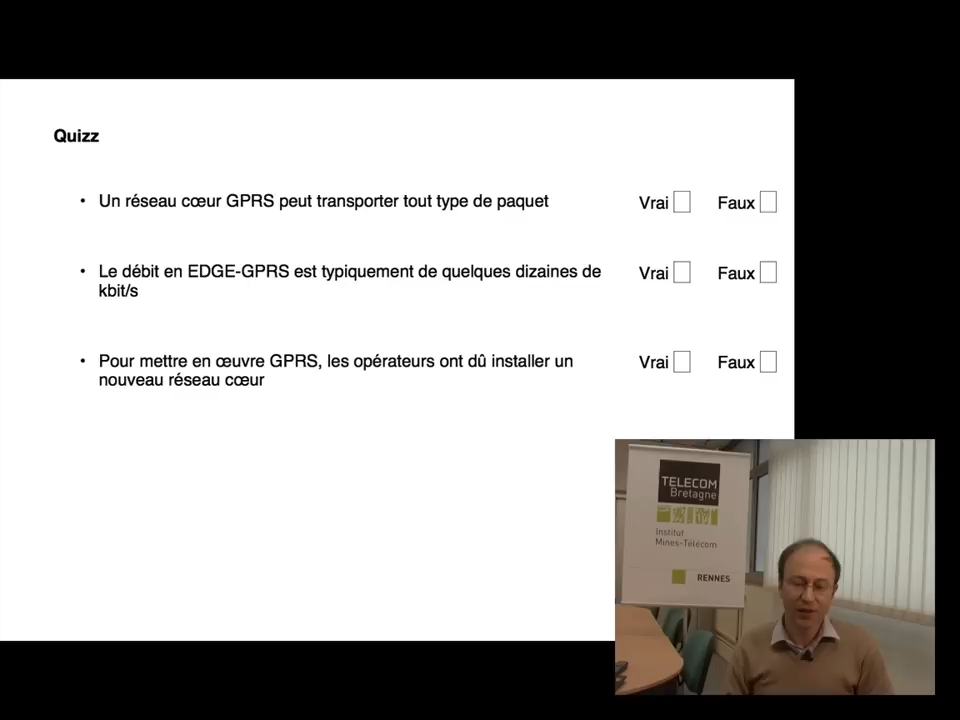 Quizz
• Un réseau cœur GPRS peut transporter tout type de paquet Vrai Faux
• Le débit en EDGE-GPRS est typiquement de quelques dizaines de Vrai Faux
kbit/s
• Pour mettre en œuvre GPRS, les opérateurs ont dû installer un Vrai Faux
nouveau réseau cœur
TELECOM
Bretagne
Institut
Mines-Télécom
RENNES